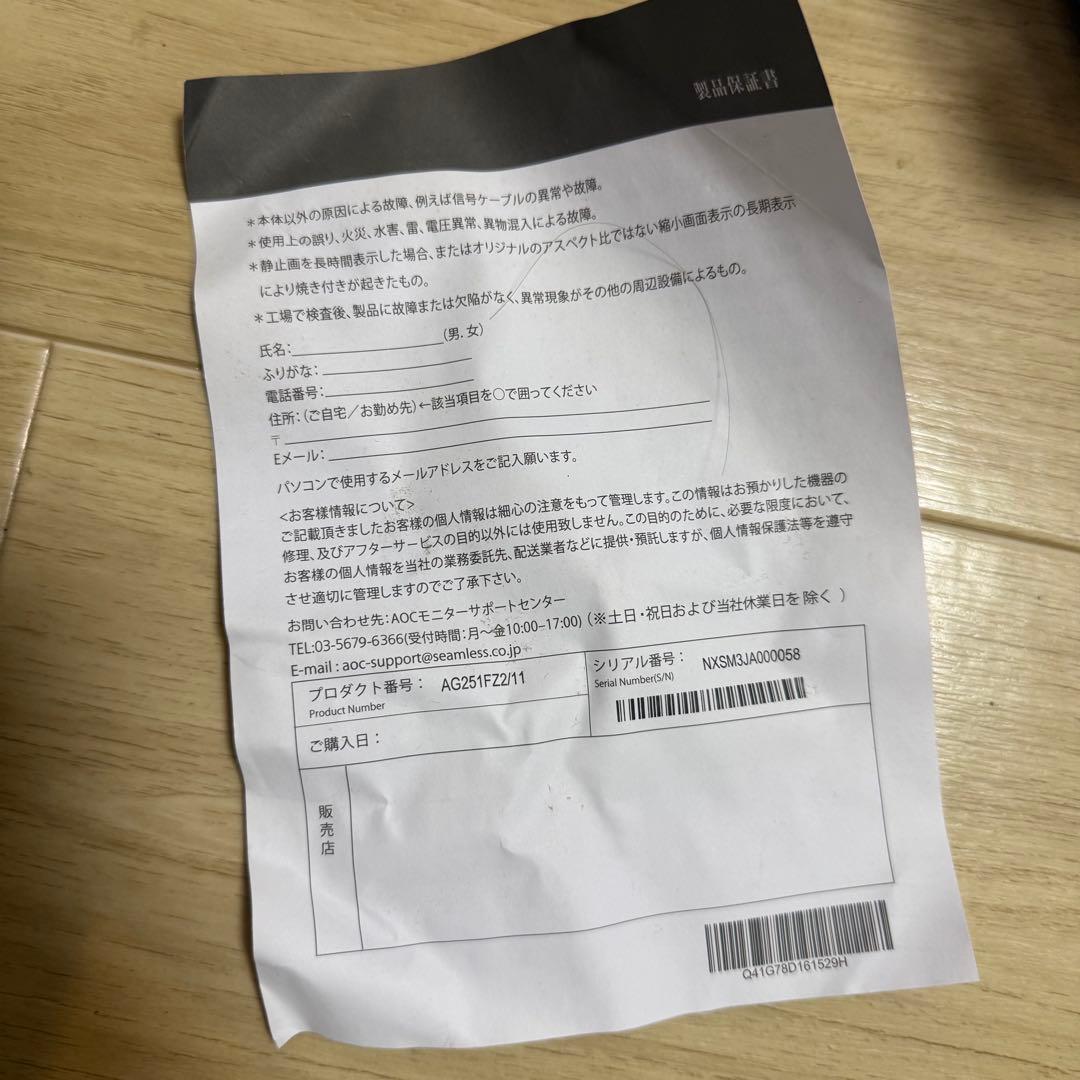 製品保証書
＊本体以外の原因による故障、例えば信号ケーブルの異常や故障。
＊使用上の誤り、火災、水害、雷、電圧異常、異物混入による故障。
＊静止画を長時間表示した場合、またはオリジナルのアスペクト比ではない縮小画面表示の長期表示
により焼き付きが起きたもの。
＊工場で検査後、製品に故障または欠陥がなく、異常現象がその他の周辺設備によるもの。
氏名：＿＿＿＿＿＿＿＿＿＿(男. 女)
ふりがな：
電話番号：
住所：（ご自宅／お勤め先）←該当項目を○で囲ってください
〒
Eメール：
パソコンで使用するメールアドレスをご記入願います。
<お客様情報について>
ご記載頂きましたお客様の個人情報は細心の注意をもって管理します。この情報はお預かりした機器の
修理、及びアフターサービスの目的以外には使用致しません。この目的のために、必要な限度において、
お客様の個人情報を当社の業務委託先、配送業者などに提供・預託しますが、個人情報保護法等を遵守
させ適切に管理しますのでご了承下さい。
お問い合わせ先：AOCモニターサポートセンター
TEL:03-5679-6366(受付時間：月～金10:00–17:00)（※土日・祝日および当社休業日を 除く ）
E-mail : aoc-support@seamless.co.jp
プロダクト番号： AG251FZ2/11
Product Number
シリアル番号： NXSM3JA000058
Serial Number(S/N)
ご購入日：
販売店
Q41G78D161529H